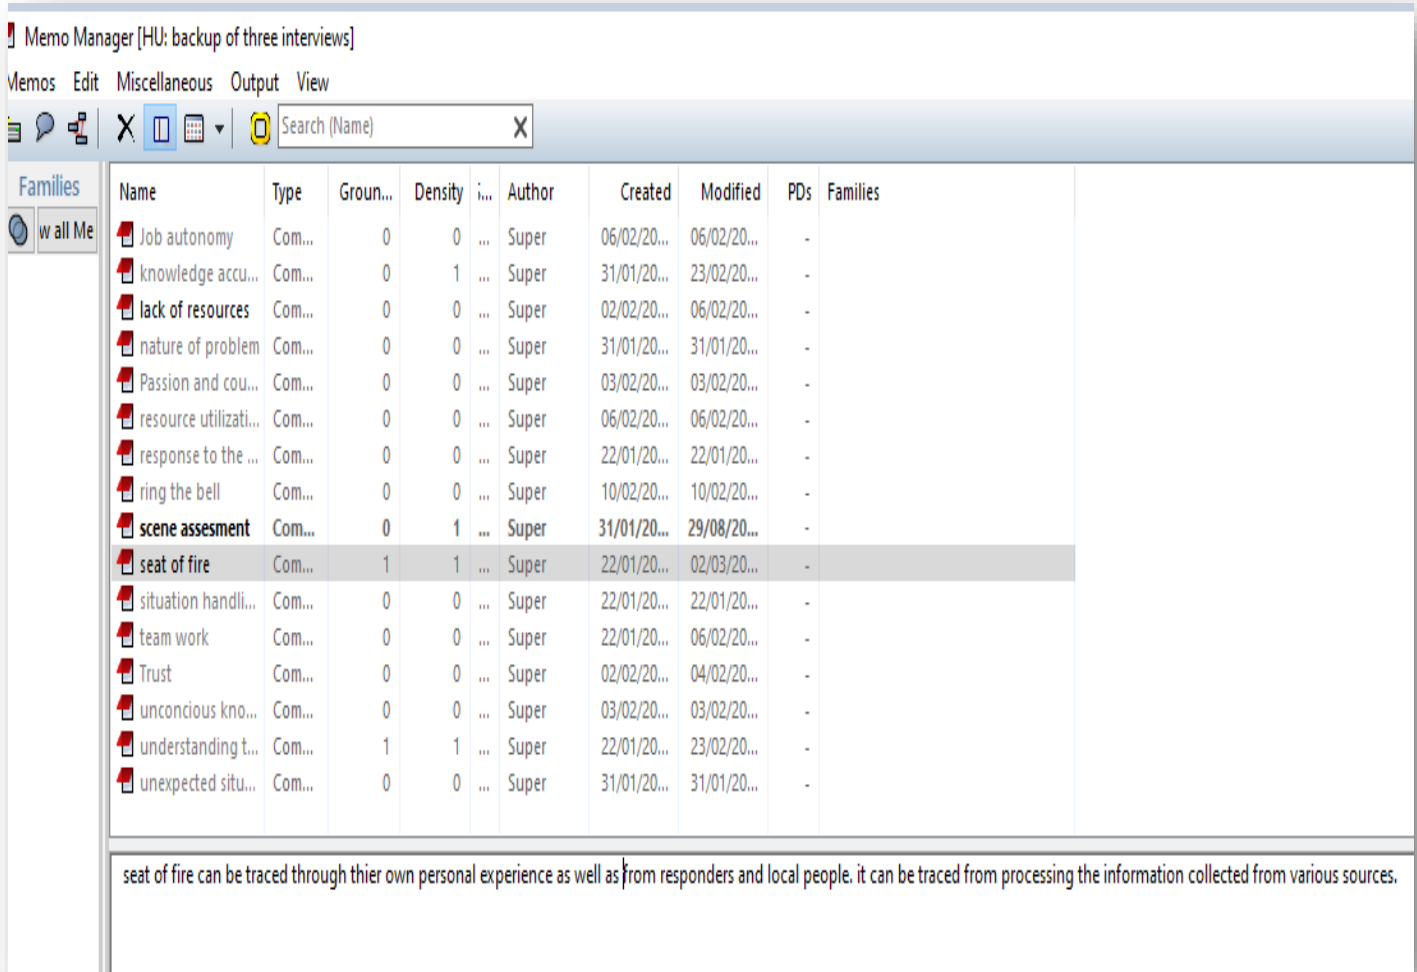 Memo Manager [HU: backup of three interviews]
Memos Edit Miscellaneous Output View
Search (Name)
Families
w all Me
Name Type Groun... Density ... Author Created Modified PDs Families
Job autonomy Com... 0 0 ... Super 06/02/20... 06/02/20... -
knowledge accu... Com... 0 1 ... Super 31/01/20... 23/02/20... -
lack of resources Com... 0 0 ... Super 02/02/20... 06/02/20... -
nature of problem Com... 0 0 ... Super 31/01/20... 31/01/20... -
Passion and cou... Com... 0 0 ... Super 03/02/20... 03/02/20... -
resource utilizati... Com... 0 0 ... Super 06/02/20... 06/02/20... -
response to the ... Com... 0 0 ... Super 22/01/20... 22/01/20... -
ring the bell Com... 0 0 ... Super 10/02/20... 10/02/20... -
scene assesment Com... 0 1 ... Super 31/01/20... 29/08/20... -
seat of fire Com... 1 1 ... Super 22/01/20... 02/03/20... -
situation handli... Com... 0 0 ... Super 22/01/20... 22/01/20... -
team work Com... 0 0 ... Super 22/01/20... 06/02/20... -
Trust Com... 0 0 ... Super 02/02/20... 04/02/20... -
unconcious kno... Com... 0 0 ... Super 03/02/20... 03/02/20... -
understanding t... Com... 1 1 ... Super 22/01/20... 23/02/20... -
unexpected situ... Com... 0 0 ... Super 31/01/20... 31/01/20... -
seat of fire can be traced through thier own personal experience as well as from responders and local people. it can be traced from processing the information collected from various sources.